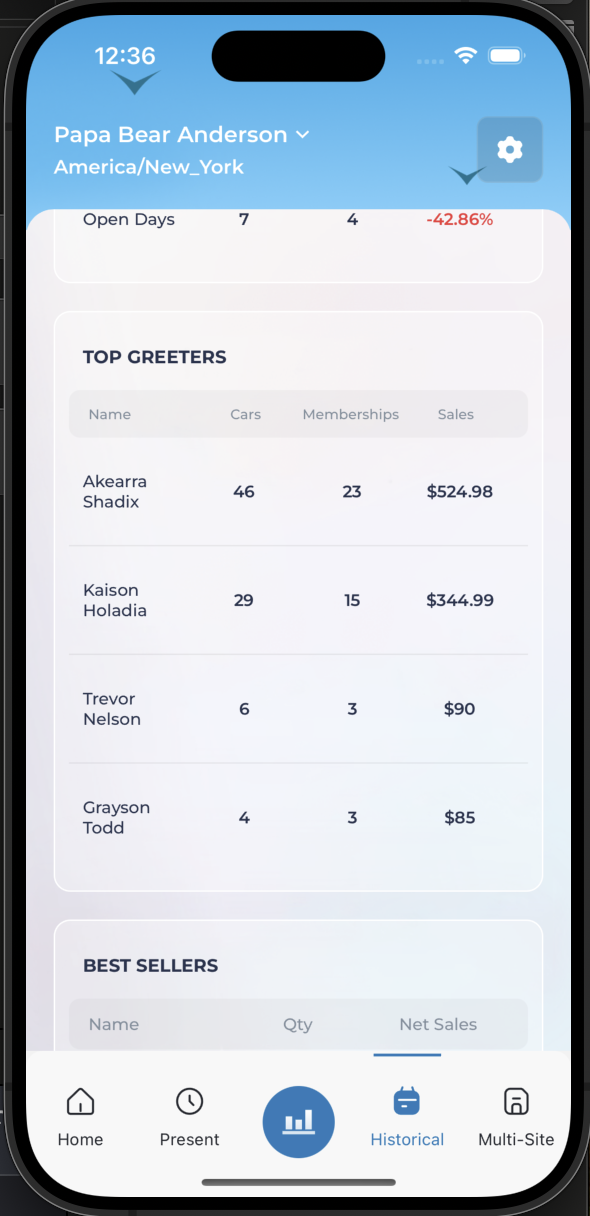 12:36
Papa Bear Anderson
America/New_York
Open Days 7 4 -42.86%
TOP GREETERS
Name Cars Memberships Sales
Akearra
Shadix
46 23 $524.98
Kaison
Holadia
29 15 $344.99
Trevor
Nelson
6 3 $90
Grayson
Todd
4 3 $85
BEST SELLERS
Name Qty Net Sales
Home Present Historical Multi-Site